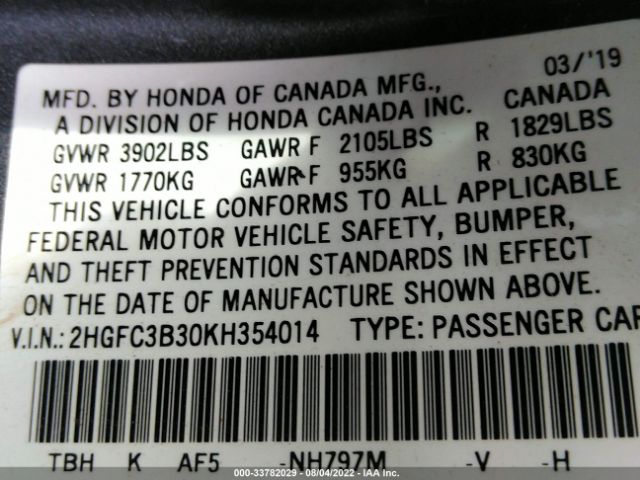 MFD. BY HONDA OF CANADA MFG., 03/'19
A DIVISION OF HONDA CANADA INC. CANADA
GVWR 3902LBS GAWR F 2105LBS R 1829LBS
GVWR 1770KG GAWR F 955KG R 830KG
THIS VEHICLE CONFORMS TO ALL APPLICABLE
FEDERAL MOTOR VEHICLE SAFETY, BUMPER,
AND THEFT PREVENTION STANDARDS IN EFFECT
ON THE DATE OF MANUFACTURE SHOWN ABOVE.
V.I.N.: 2HGFC3B30KH354014 TYPE: PASSENGER CAR
TBH K AF5 -NH797M -V -H
000-33782029 - 08/04/2022 - IAAI.COM